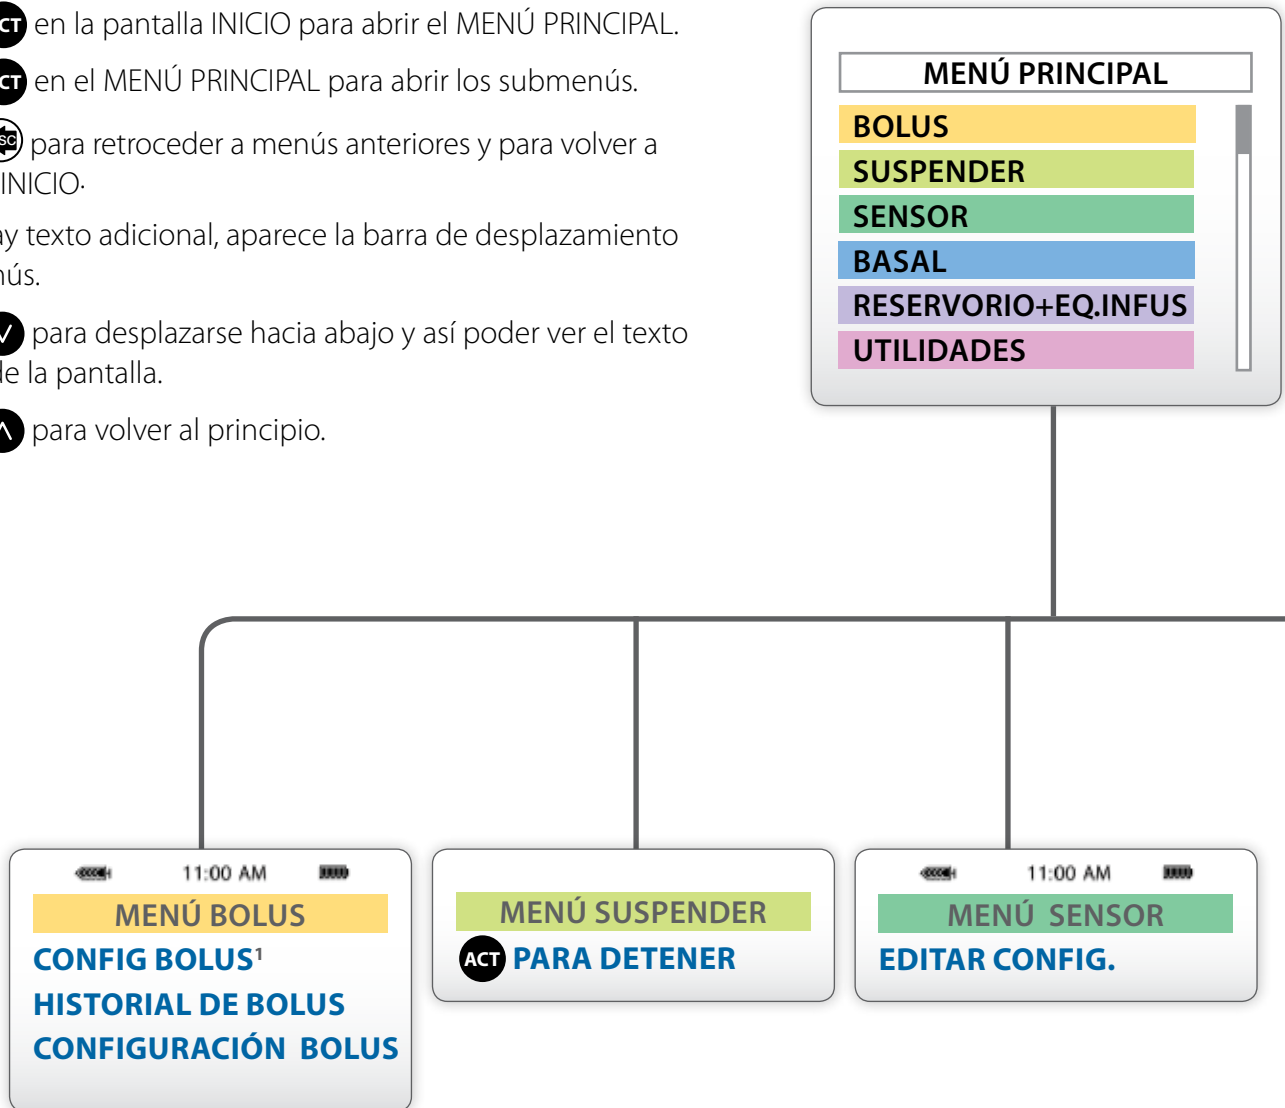 en la pantalla INICIO para abrir el MENÚ PRINCIPAL.
en el MENÚ PRINCIPAL para abrir los submenús.
para retroceder a menús anteriores y para volver a
INICIO·
texto adicional, aparece la barra de desplazamiento
para desplazarse hacia abajo y así poder ver el texto
de la pantalla.
para volver al principio.
MENÚ PRINCIPAL
BOLUS
SUSPENDER
SENSOR
BASAL
RESERVORIO+EQ.INFUS
UTILIDADES
11:00 AM
MENÚ BOLUS
CONFIG BOLUS¹
HISTORIAL DE BOLUS
CONFIGURACIÓN BOLUS
MENÚ SUSPENDER
ACT PARA DETENER
11:00 AM
MENÚ SENSOR
EDITAR CONFIG.